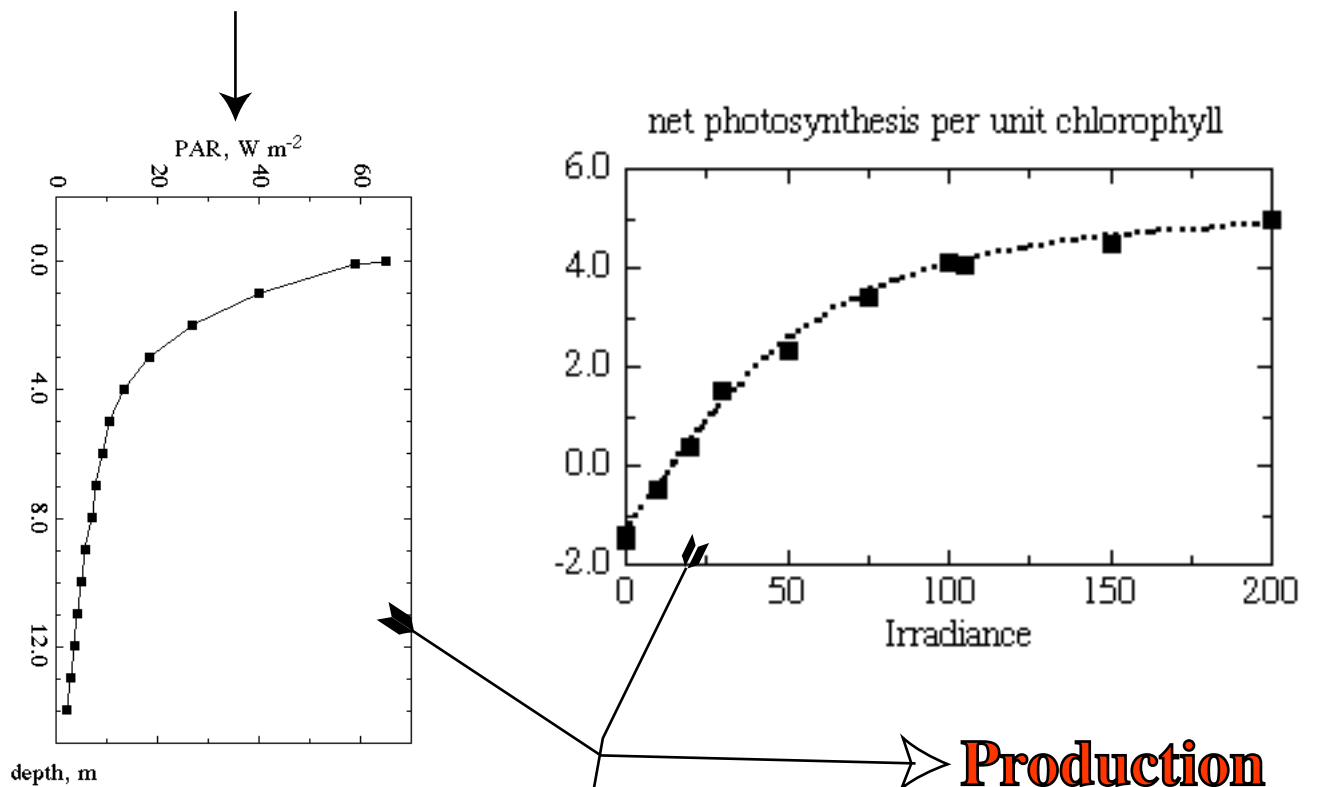 PAR, W m-2
0 20 40 60
0.0
4.0
8.0
12.0
depth, m
net photosynthesis per unit chlorophyll
6.0
4.0
2.0
0.0
-2.0
0 50 100 150 200
Irradiance
Production